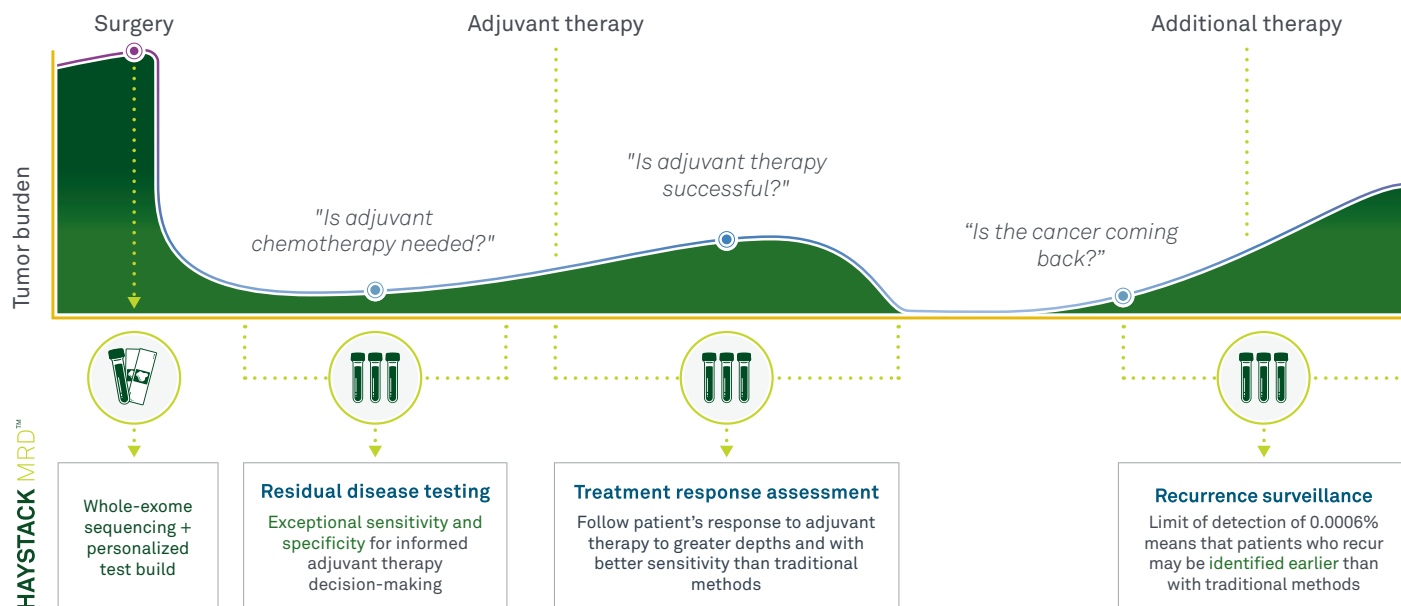 Surgery
Adjuvant therapy
Additional therapy
Tumor burden
"Is adjuvant
chemotherapy needed?"
"Is adjuvant therapy
successful?"
“Is the cancer coming
back?”
HAYSTACK MRD™
Whole-exome
sequencing +
personalized
test build
Residual disease testing
Exceptional sensitivity and
specificity for informed
adjuvant therapy
decision-making
Treatment response assessment
Follow patient’s response to adjuvant
therapy to greater depths and with
better sensitivity than traditional
methods
Recurrence surveillance
Limit of detection of 0.0006%
means that patients who recur
may be identified earlier than
with traditional methods